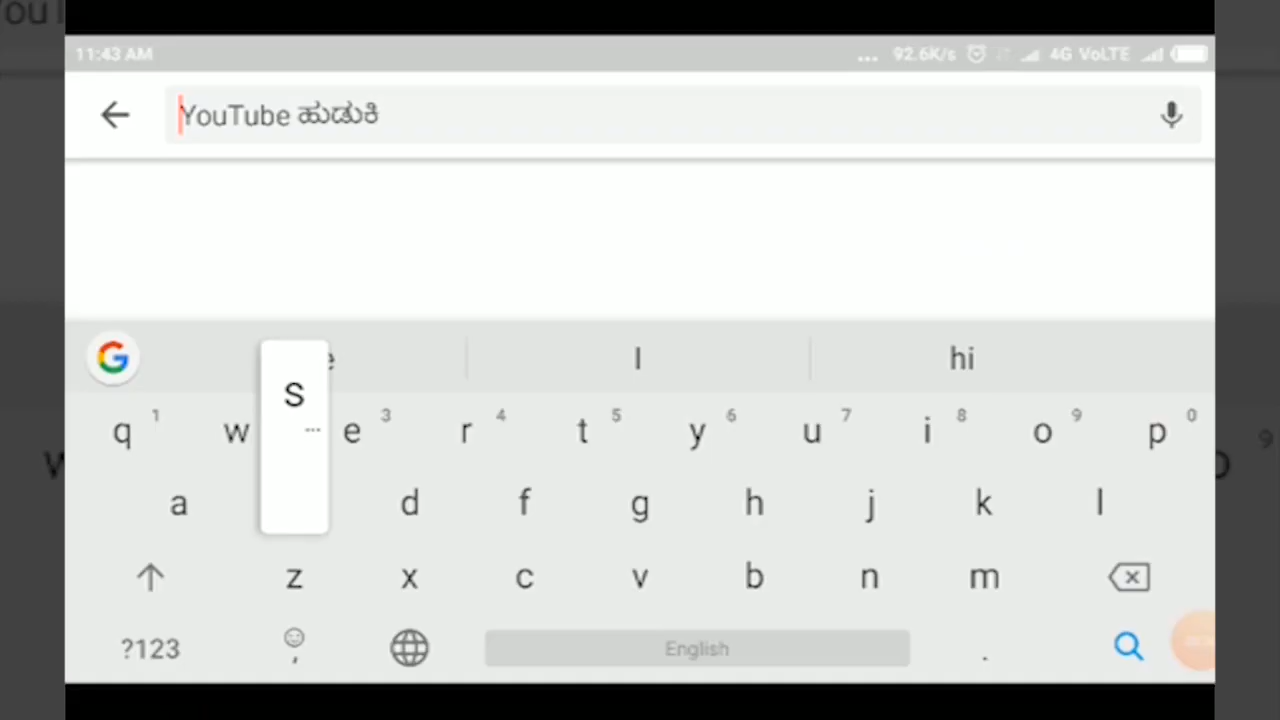 11:43 AM ... 92.6K/s 4G VoLTE
YouTube ಹುಡುಕಿ
I hi
q 1 w e 3 r 4 t 5 y 6 u 7 i 8 o 9 p 0
a s d f g h j k l
z x c v b n m
?123 , English .